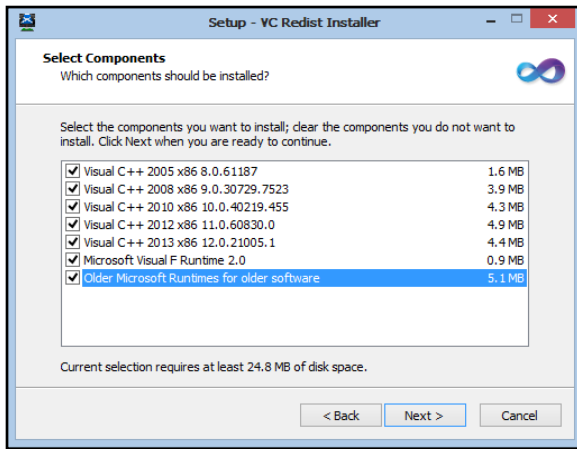 Setup - VC Redist Installer
Select Components
Which components should be installed?
Select the components you want to install; clear the components you do not want to
install. Click Next when you are ready to continue.
Visual C++ 2005 x86 8.0.61187 1.6 MB
Visual C++ 2008 x86 9.0.30729.7523 3.9 MB
Visual C++ 2010 x86 10.0.40219.455 4.3 MB
Visual C++ 2012 x86 11.0.60830.0 4.9 MB
Visual C++ 2013 x86 12.0.21005.1 4.4 MB
Microsoft Visual F Runtime 2.0 0.9 MB
Older Microsoft Runtimes for older software 5.1 MB
Current selection requires at least 24.8 MB of disk space.
< Back Next > Cancel